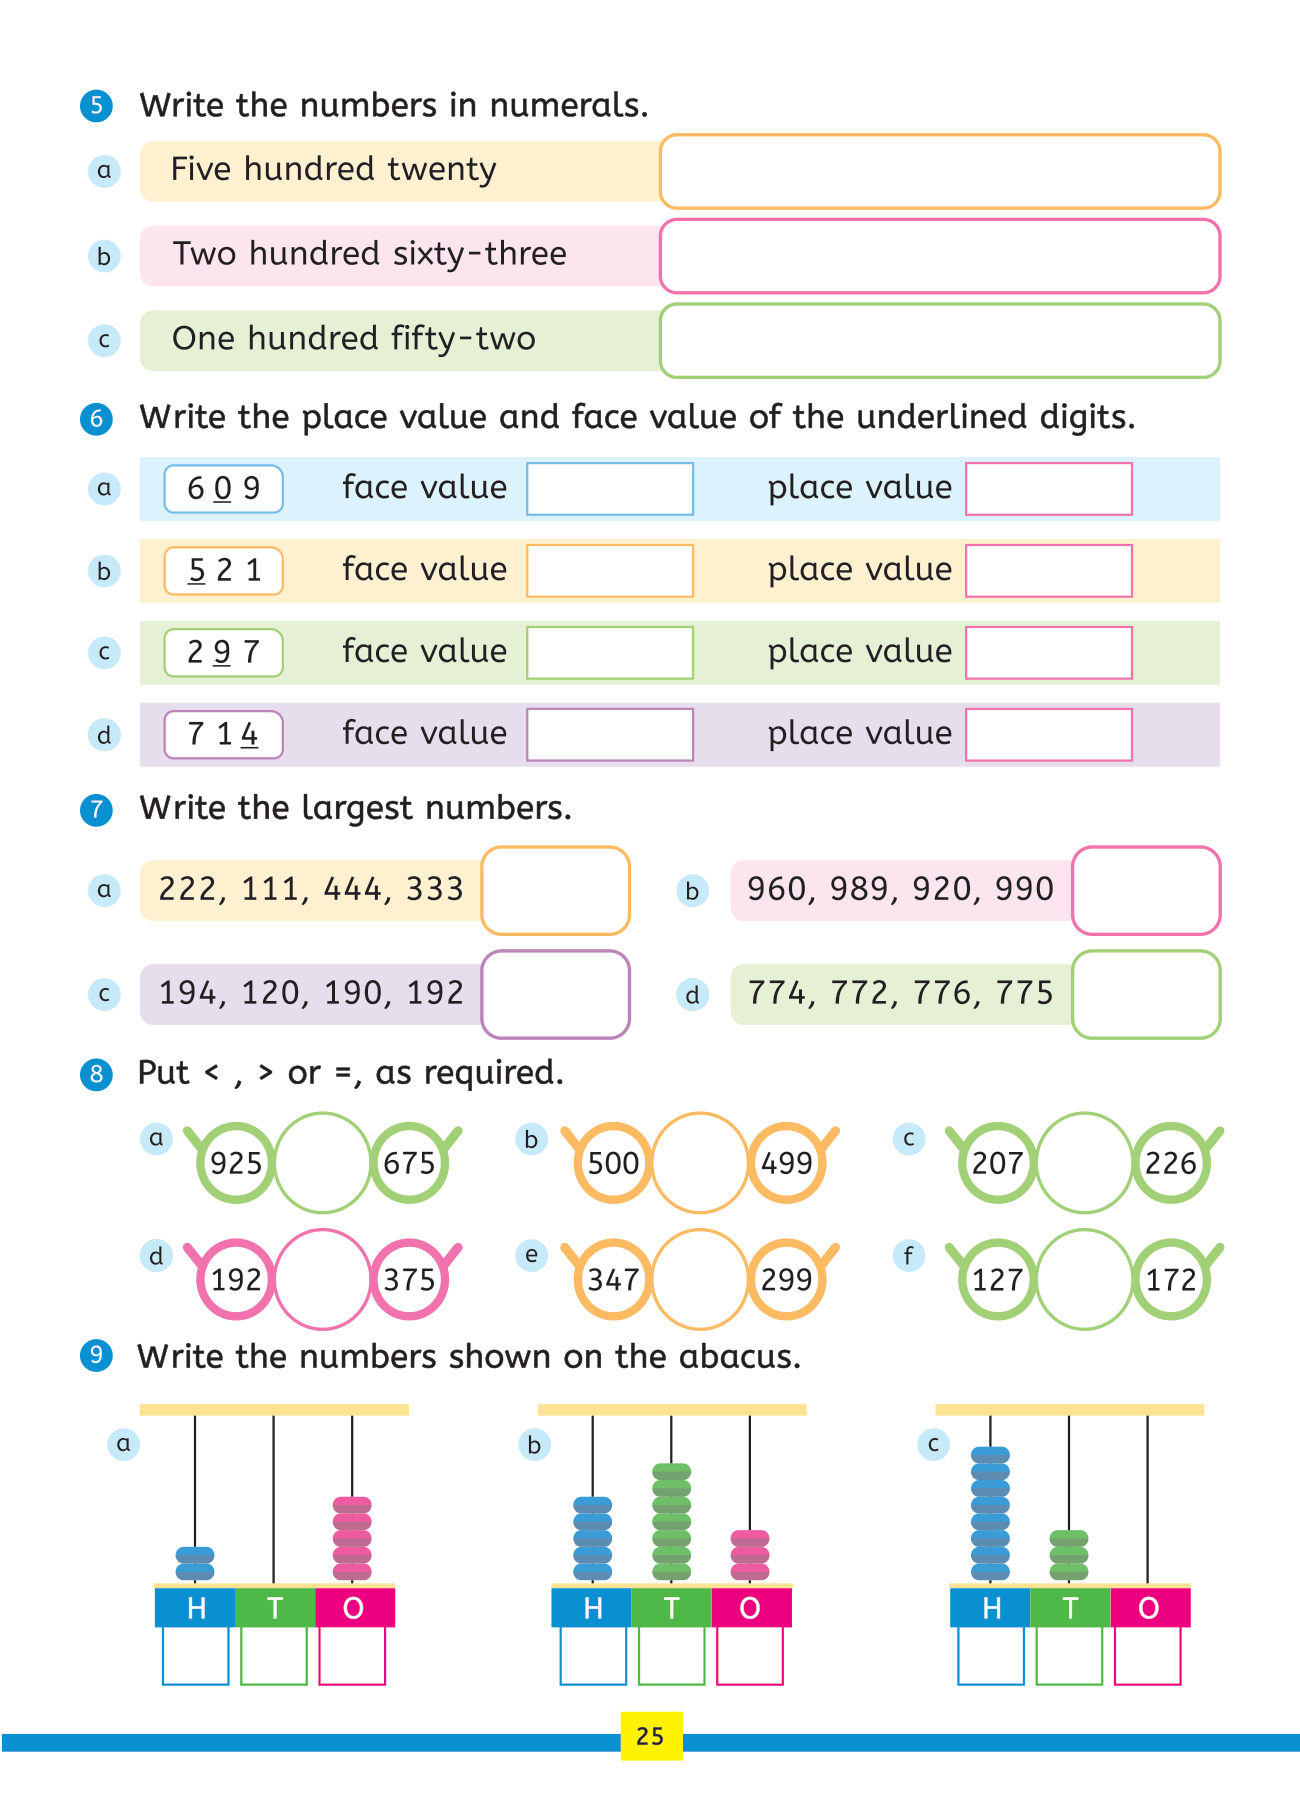 5 Write the numbers in numerals.
a Five hundred twenty
b Two hundred sixty-three
c One hundred fifty-two
6 Write the place value and face value of the underlined digits.
a 6 0 9 face value place value
b 5 2 1 face value place value
c 2 9 7 face value place value
d 7 1 4 face value place value
7 Write the largest numbers.
a 222, 111, 444, 333 b 960, 989, 920, 990
c 194, 120, 190, 192 d 774, 772, 776, 775
8 Put < , > or =, as required.
a 925 675 b 500 499 c 207 226
d 192 375 e 347 299 f 127 172
9 Write the numbers shown on the abacus.
a b c
H T O H T O H T O
25